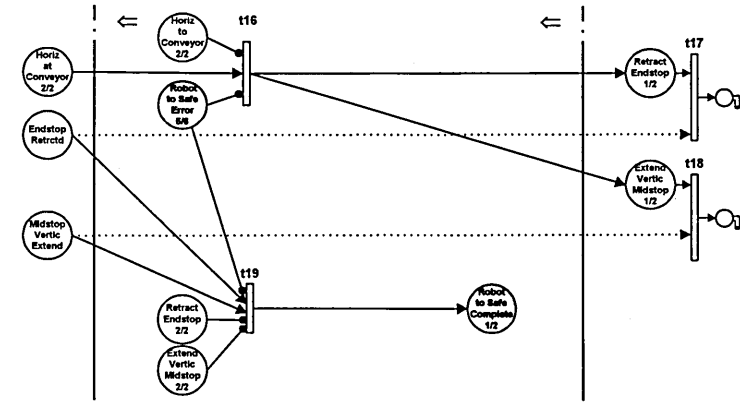 t16
Horiz
to
Conveyor
2/2
t17
Horiz
at
Conveyor
2/2
Retract
Endstop
1/2
Robot
to Safe
Error
Endstop
Retrctd
t18
Extend
Vertic
Midstop
1/2
Midstop
Vertic
Extend
t19
Retract
Endstop
2/2
Robot
to Safe
Complete
1/2
Extend
Vertic
Midstop
2/2